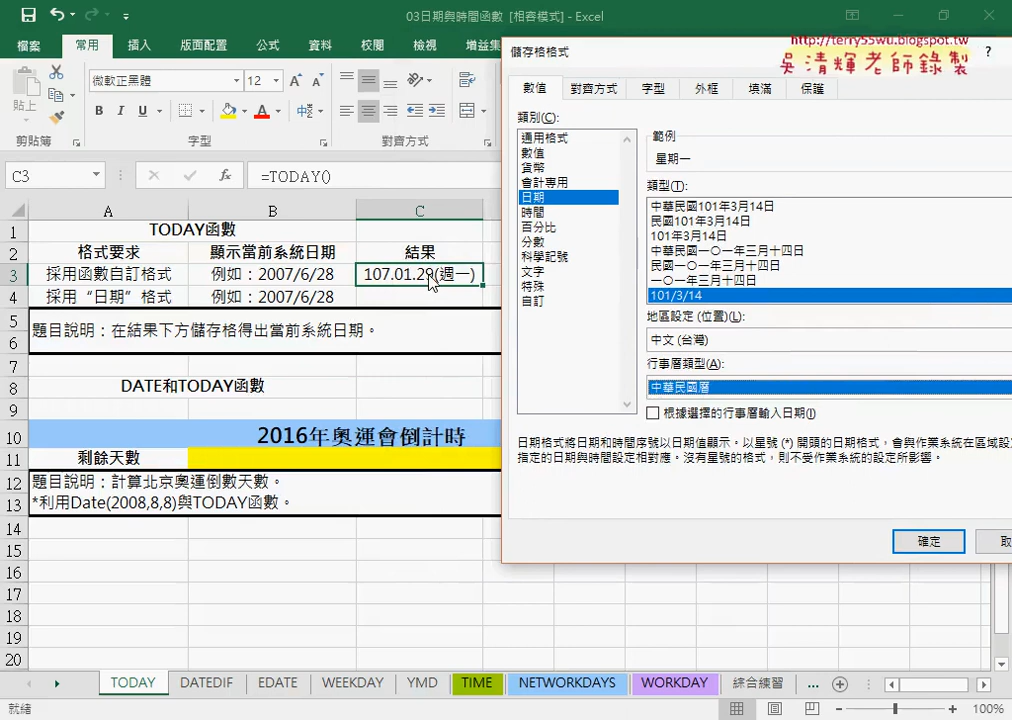 03日期與時間函數 [相容模式] - Excel
http://terry55wu.blogspot.tw
吳清輝老師錄製
檔案 常用 插入 版面配置 公式 資料 校閱 檢視 增益集
貼上 微軟正黑體 12
B I U A 中
剪貼簿 字型 對齊方式
C3 fx =TODAY()
A B C
1 TODAY函數
2 格式要求 顯示當前系統日期 結果
3 採用函數自訂格式 例如：2007/6/28 107.01.29(週一)
4 採用“日期”格式 例如：2007/6/28
5 題目說明：在結果下方儲存格得出當前系統日期。
6
7
8 DATE和TODAY函數
9
10 2016年奧運會倒計時
11 剩餘天數
12 題目說明：計算北京奧運倒數天數。
13 *利用Date(2008,8,8)與TODAY函數。
14
15
16
17
18
19
20
儲存格格式 ?
數值 對齊方式 字型 外框 填滿 保護
類別(C):
通用格式
數值
貨幣
會計專用
日期
時間
百分比
分數
科學記號
文字
特殊
自訂
範例
星期一
類型(T):
中華民國101年3月14日
民國101年3月14日
101年3月14日
中華民國一○一年三月十四日
民國一○一年三月十四日
一○一年三月十四日
101/3/14
地區設定 (位置)(L):
中文 (台灣)
行事曆類型(A):
中華民國曆
根據選擇的行事曆輸入日期(I)
日期格式將日期和時間序號以日期值顯示。以星號 (*) 開頭的日期格式，會與作業系統在區域設
指定的日期與時間設定相對應。沒有星號的格式，則不受作業系統的設定所影響。
確定 取
TODAY DATEDIF EDATE WEEKDAY YMD TIME NETWORKDAYS WORKDAY 綜合練習 ...
就緒 100%